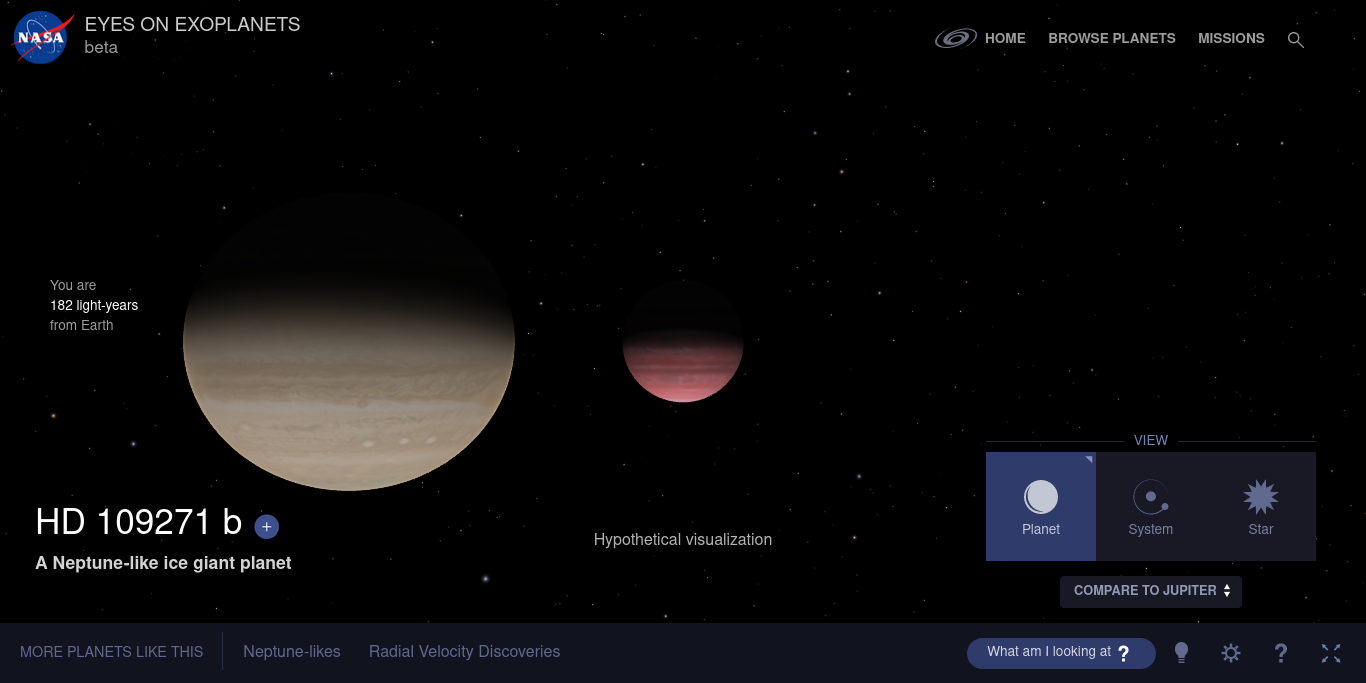 NASA
EYES ON EXOPLANETS
beta
HOME
BROWSE PLANETS
MISSIONS
You are
182 light-years
from Earth
HD 109271 b +
A Neptune-like ice giant planet
Hypothetical visualization
VIEW
Planet
System
Star
COMPARE TO JUPITER
MORE PLANETS LIKE THIS
Neptune-likes
Radial Velocity Discoveries
What am I looking at ?
?